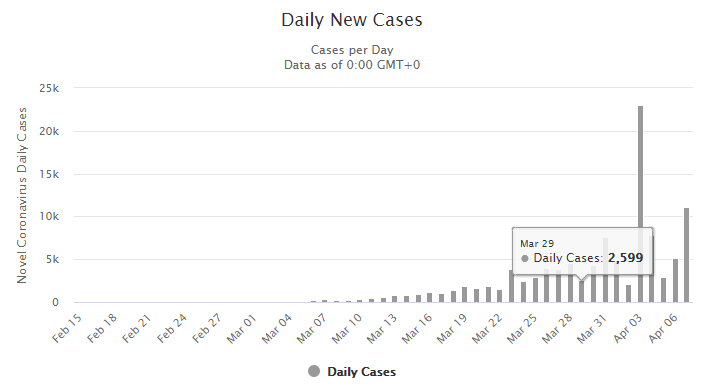 Daily New Cases
Cases per Day
Data as of 0:00 GMT+0
Novel Coronavirus Daily Cases
25k
20k
15k
10k
5k
0
Mar 29
Daily Cases: 2,599
Feb 15
Feb 18
Feb 21
Feb 24
Feb 27
Mar 01
Mar 04
Mar 07
Mar 10
Mar 13
Mar 16
Mar 19
Mar 22
Mar 25
Mar 28
Mar 31
Apr 03
Apr 06
Daily Cases